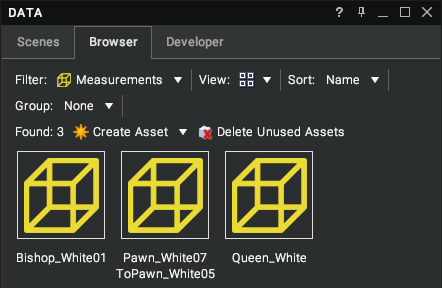 DATA
Scenes Browser Developer
Filter: Measurements View: Sort: Name
Group: None
Found: 3 Create Asset Delete Unused Assets
Bishop_White01 Pawn_White07 Queen_White
ToPawn_White05